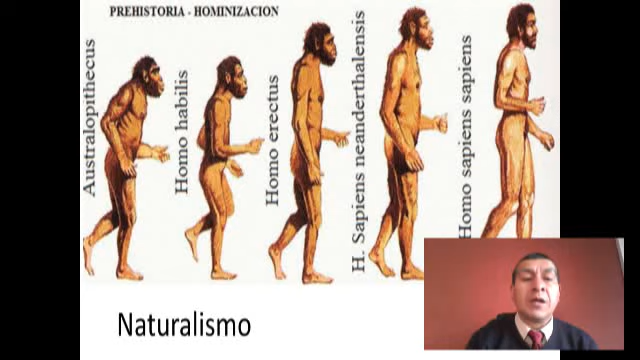 PREHISTORIA - HOMINIZACION
Australopithecus
Homo habilis
Homo erectus
H. Sapiens neanderthalensis
Homo sapiens sapiens
Naturalismo